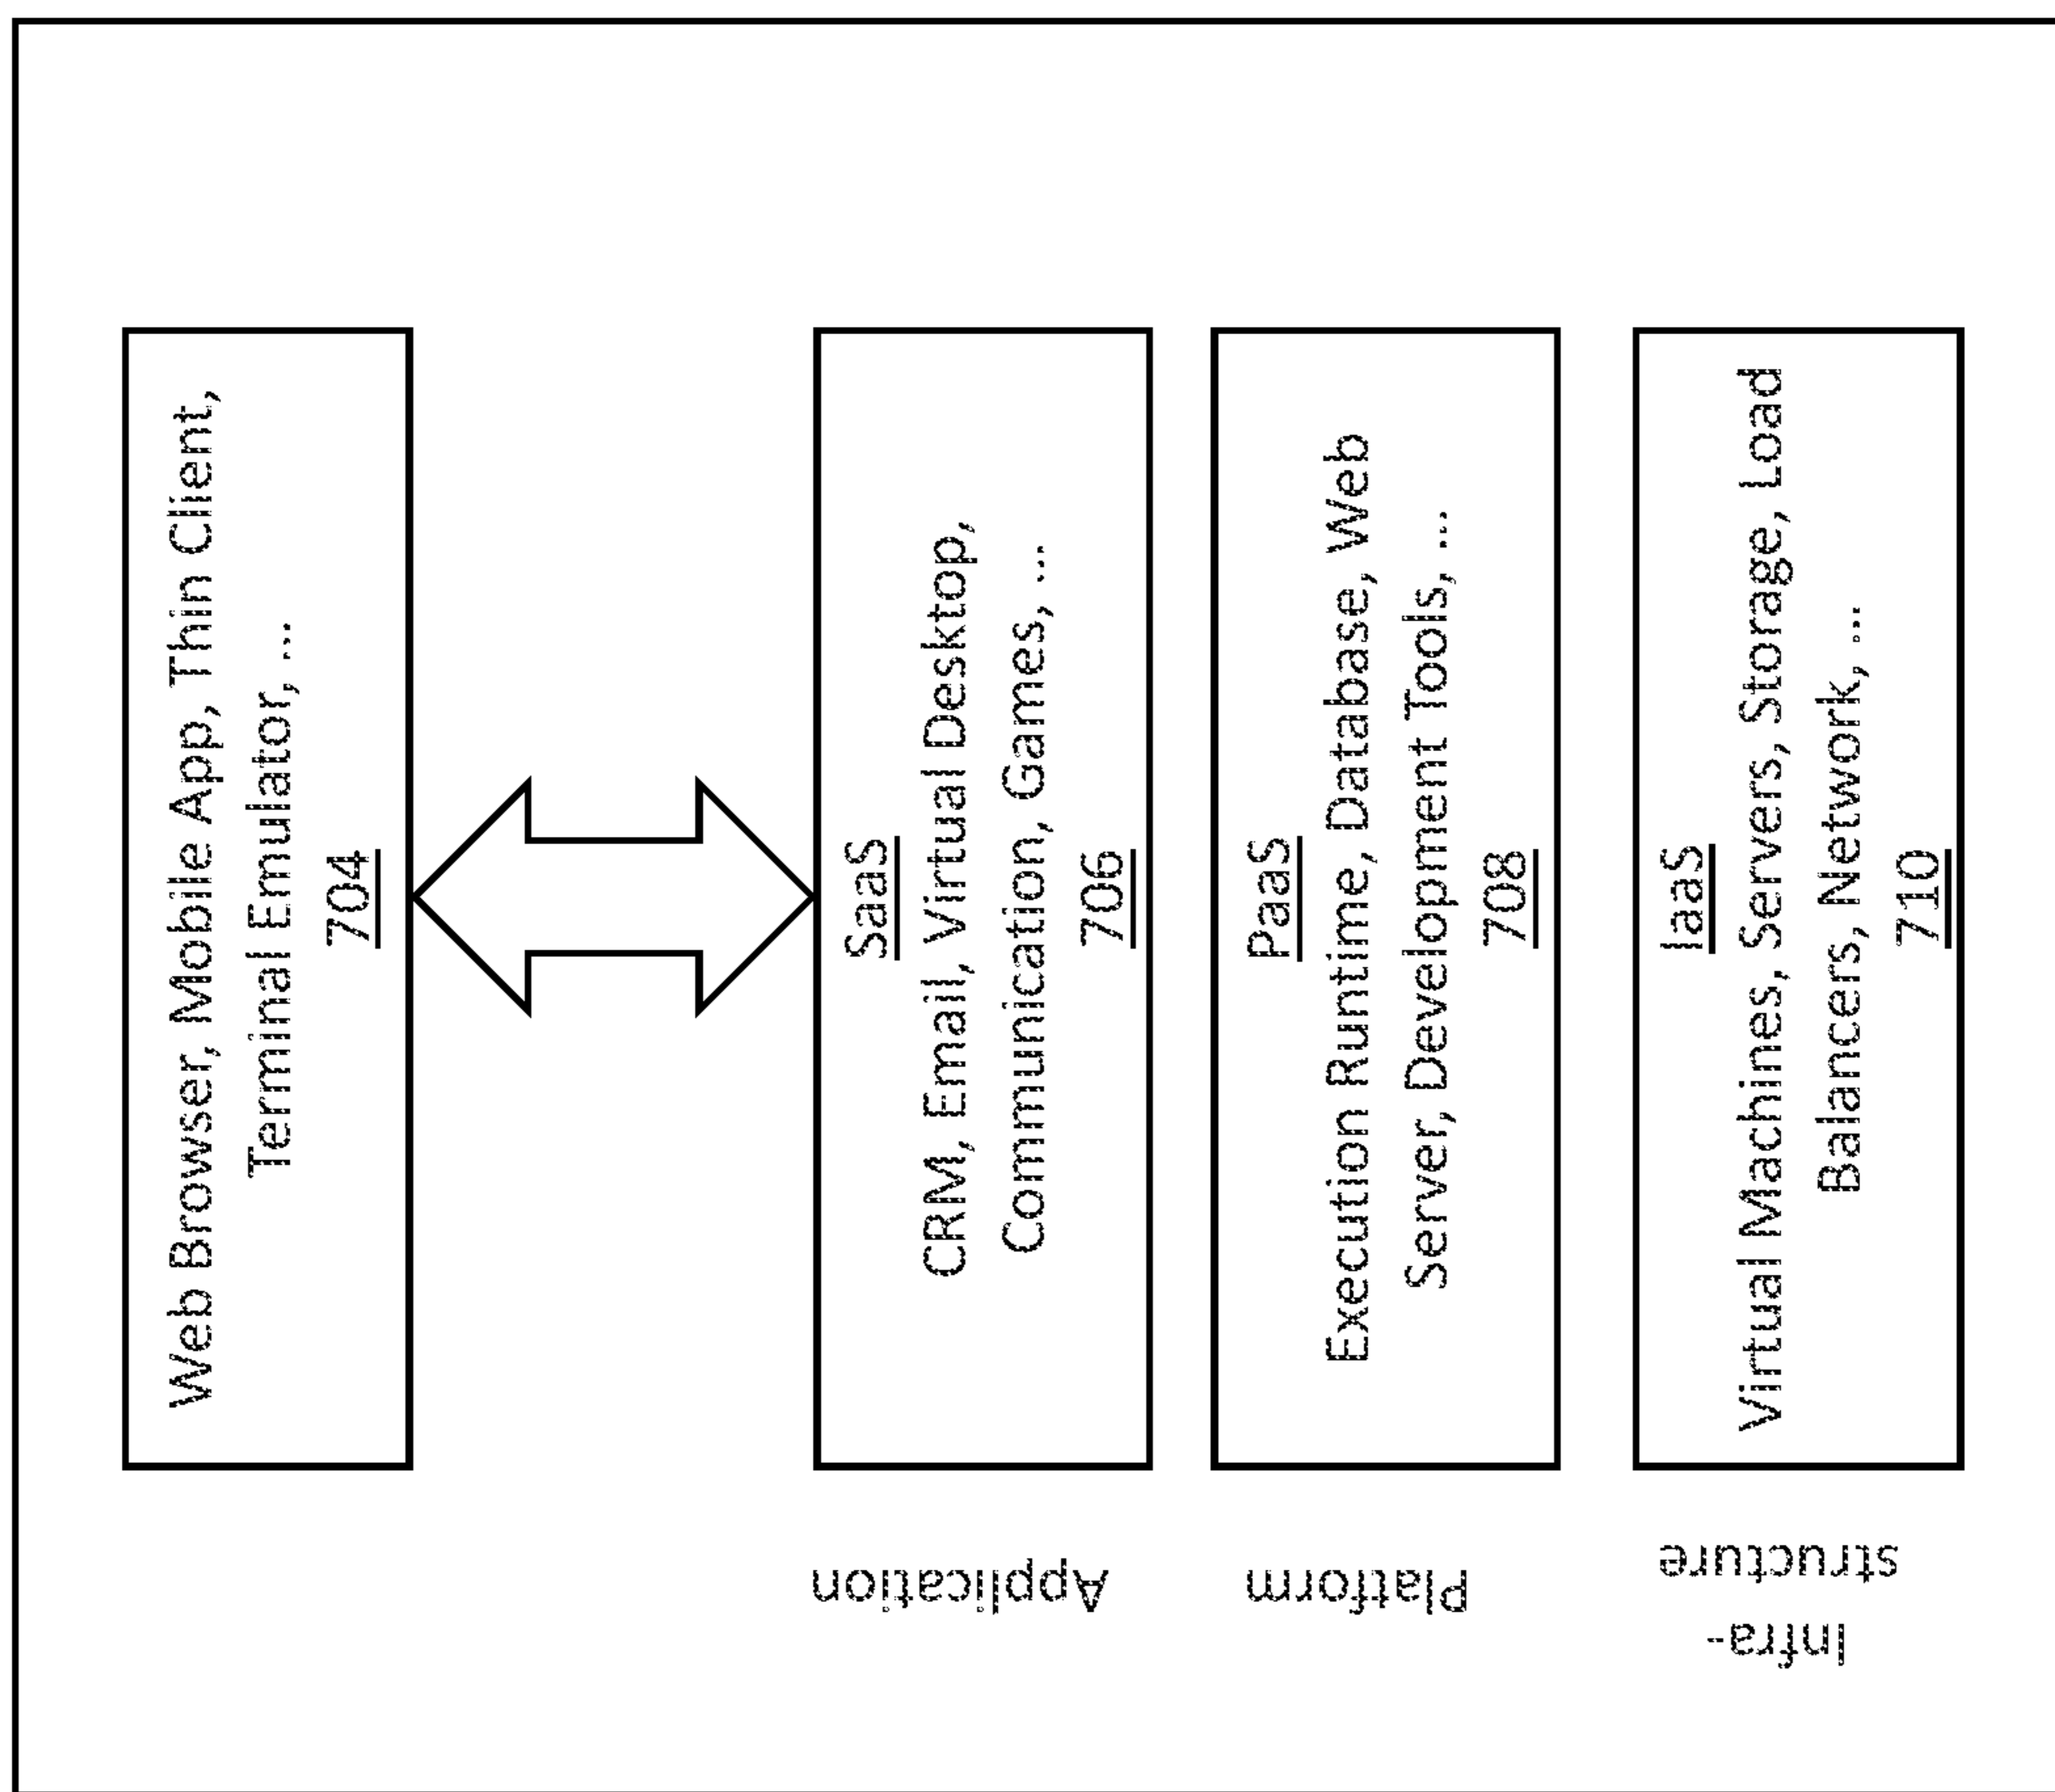 Web Browser, Mobile App, Thin Client,
Terminal Emulator, ...
704
Application
SaaS
CRM, Email, Virtual Desktop,
Communication, Games, ...
706
Platform
PaaS
Execution Runtime, Database, Web
Server, Development Tools, ...
708
Infra-
structure
IaaS
Virtual Machines, Servers, Storage, Load
Balancers, Network, ...
710